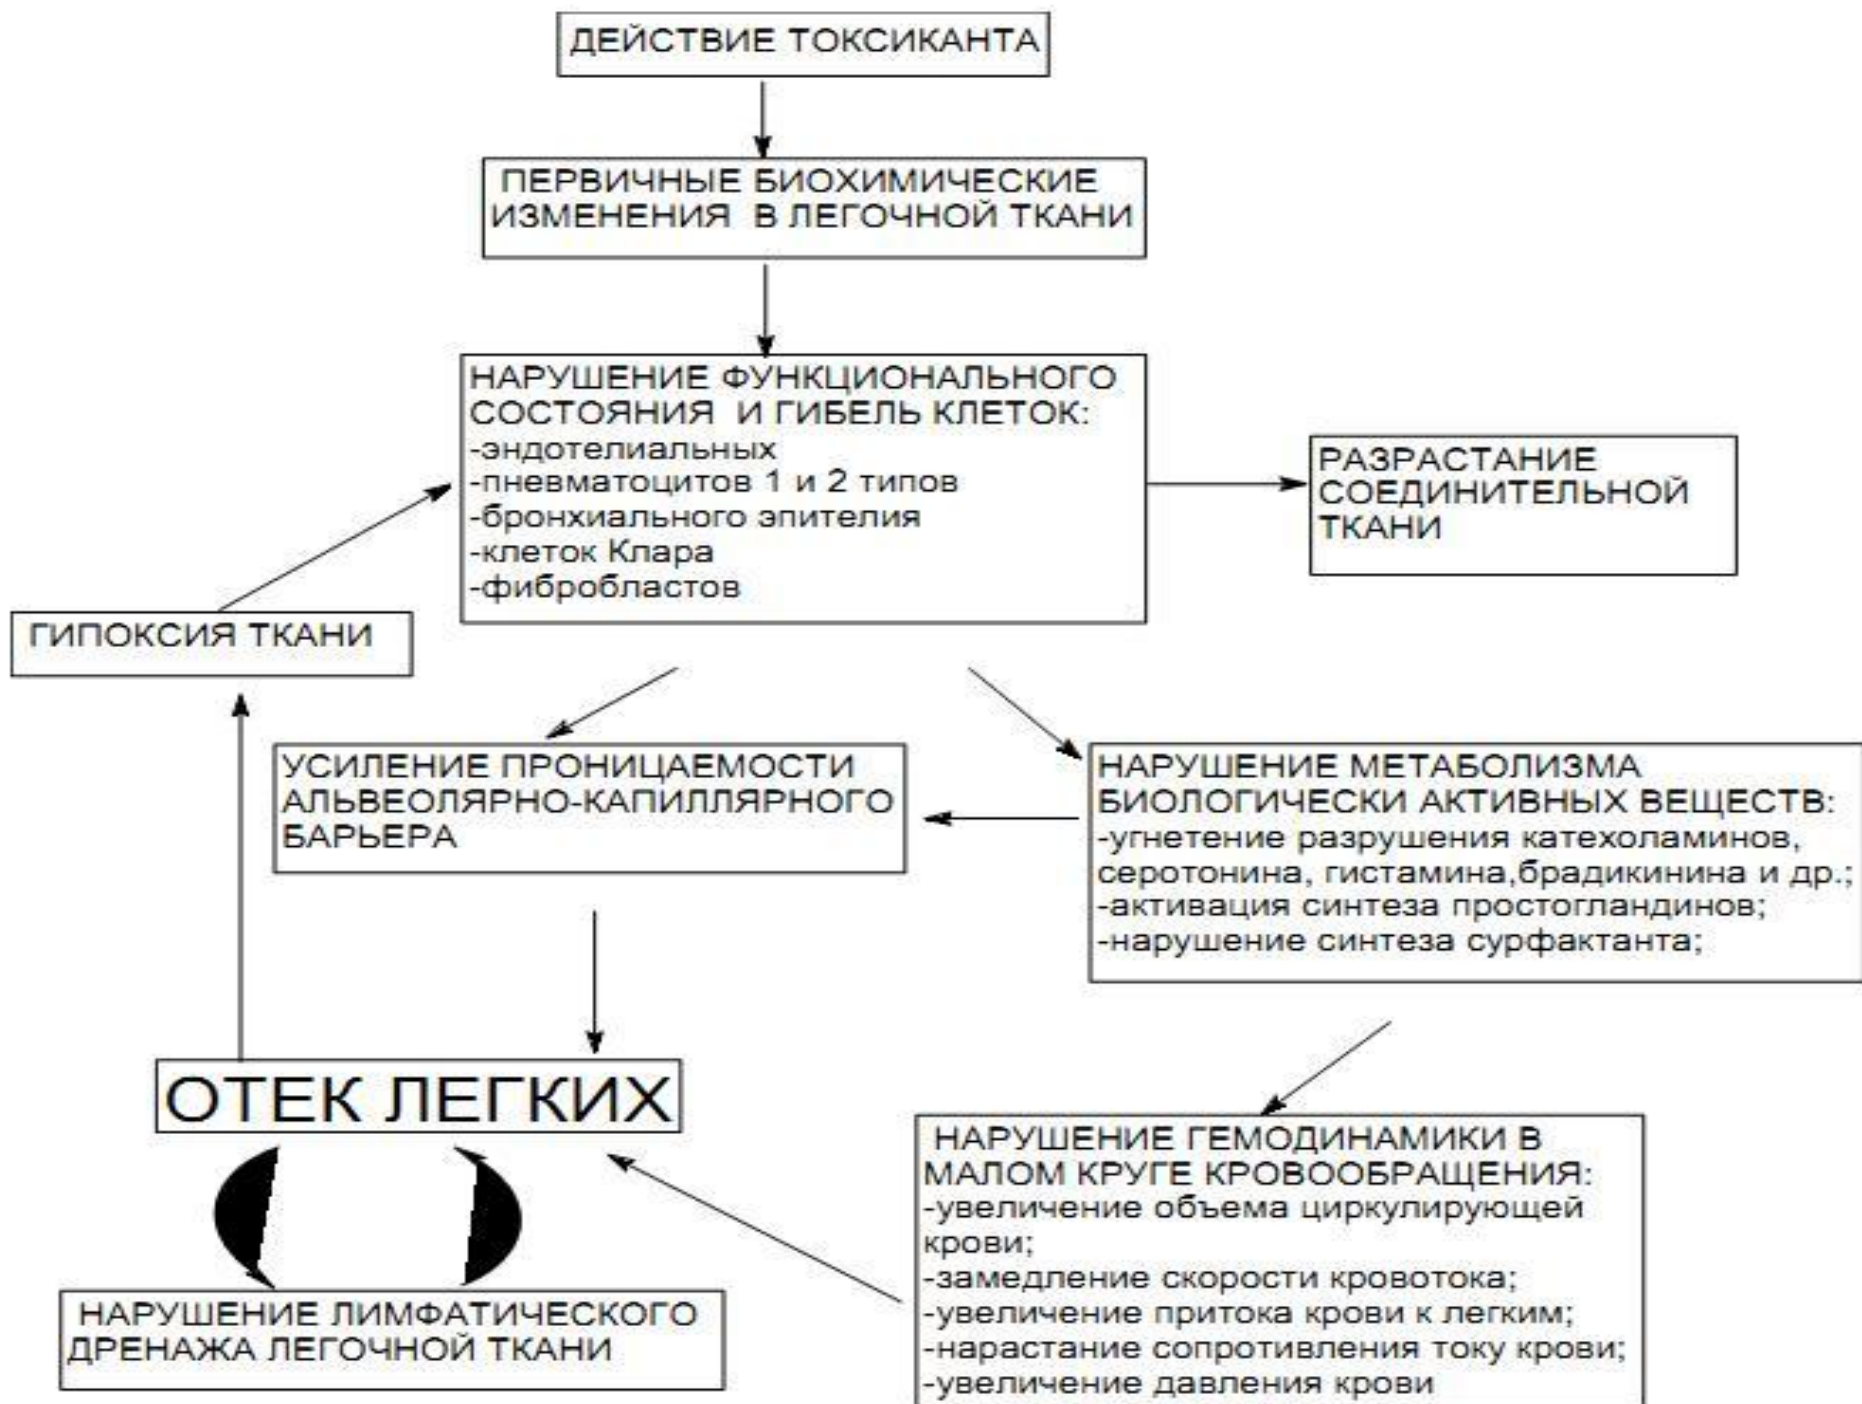 ДЕЙСТВИЕ ТОКСИКАНТА
ПЕРВИЧНЫЕ БИОХИМИЧЕСКИЕ
ИЗМЕНЕНИЯ В ЛЕГОЧНОЙ ТКАНИ
НАРУШЕНИЕ ФУНКЦИОНАЛЬНОГО
СОСТОЯНИЯ И ГИБЕЛЬ КЛЕТОК:
-эндотелиальных
-пневматоцитов 1 и 2 типов
-бронхиального эпителия
-клеток Клара
-фибробластов
РАЗРАСТАНИЕ
СОЕДИНИТЕЛЬНОЙ
ТКАНИ
ГИПОКСИЯ ТКАНИ
УСИЛЕНИЕ ПРОНИЦАЕМОСТИ
АЛЬВЕОЛЯРНО-КАПИЛЛЯРНОГО
БАРЬЕРА
НАРУШЕНИЕ МЕТАБОЛИЗМА
БИОЛОГИЧЕСКИ АКТИВНЫХ ВЕЩЕСТВ:
-угнетение разрушения катехоламинов,
серотонина, гистамина,брадикинина и др.;
-активация синтеза простогландинов;
-нарушение синтеза сурфактанта;
ОТЕК ЛЕГКИХ
НАРУШЕНИЕ ГЕМОДИНАМИКИ В
МАЛОМ КРУГЕ КРОВООБРАЩЕНИЯ:
-увеличение объема циркулирующей
крови;
-замедление скорости кровотока;
-увеличение притока крови к легким;
-нарастание сопротивления току крови;
-увеличение давления крови
НАРУШЕНИЕ ЛИМФАТИЧЕСКОГО
ДРЕНАЖА ЛЕГОЧНОЙ ТКАНИ